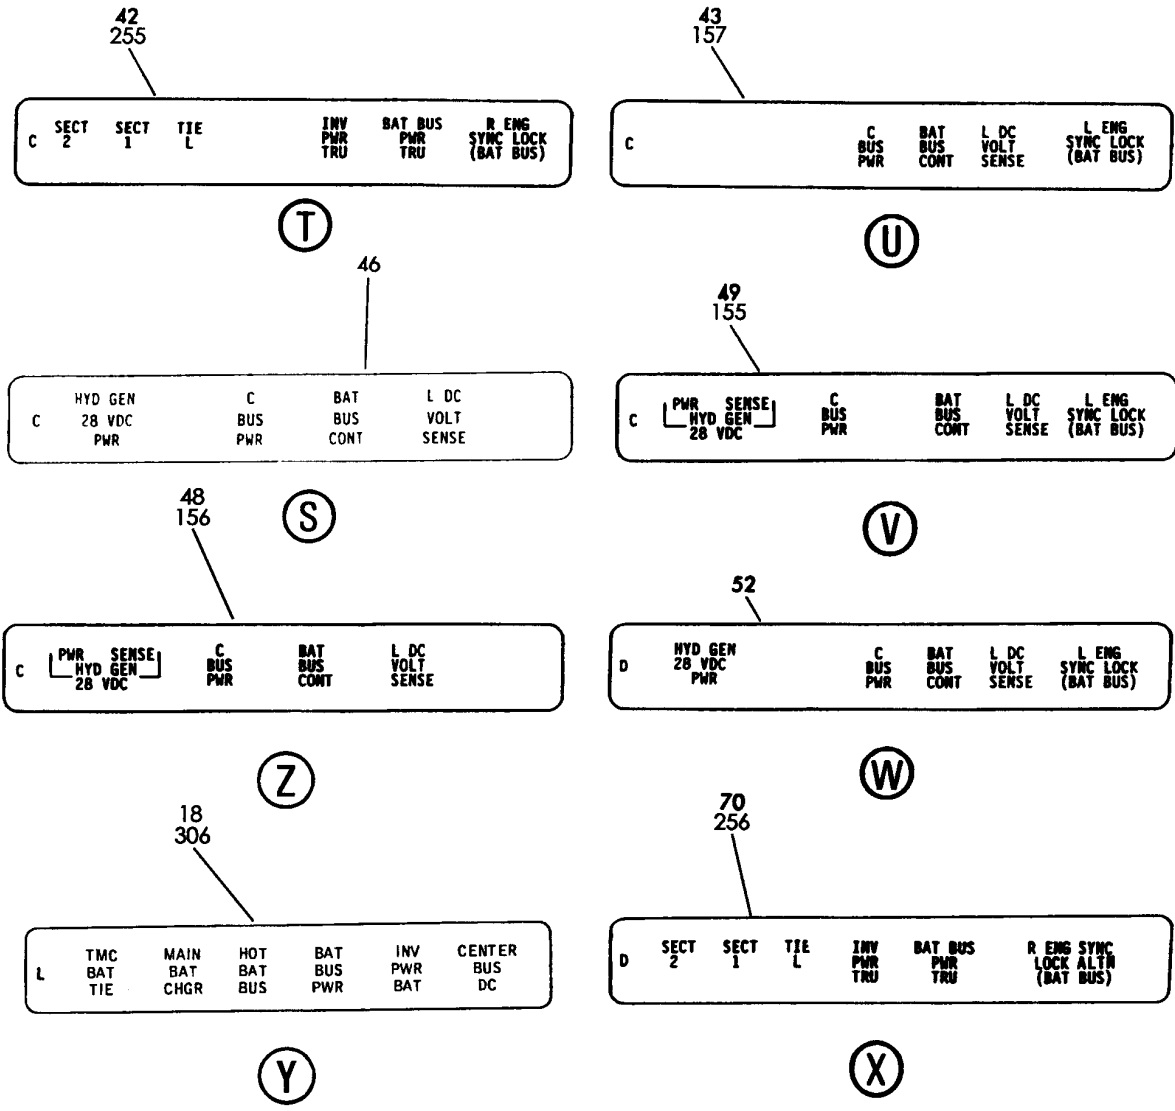 42
255
C SECT SECT TIE INV BAT BUS R ENG
2 1 L PWR PWR SYNC LOCK
TRU TRU (BAT BUS)
T
43
157
C C BAT L DC L ENG
BUS BUS VOLT SYNC LOCK
PWR CONT SENSE (BAT BUS)
U
46
HYD GEN C BAT L DC
C 28 VDC BUS BUS VOLT
PWR PWR CONT SENSE
S
49
155
PWR SENSE C BAT L DC L ENG
C HYD GEN BUS BUS VOLT SYNC LOCK
28 VDC PWR CONT SENSE (BAT BUS)
V
48
156
PWR SENSE C BAT L DC
C HYD GEN BUS BUS VOLT
28 VDC PWR CONT SENSE
Z
52
HYD GEN C BAT L DC L ENG
D 28 VDC BUS BUS VOLT SYNC LOCK
PWR PWR CONT SENSE (BAT BUS)
W
18
306
TMC MAIN HOT BAT INV CENTER
L BAT BAT BAT BUS PWR BUS
TIE CHGR BUS PWR BAT DC
Y
70
256
SECT SECT TIE INV BAT BUS R ENG SYNC
D 2 1 L PWR PWR LOCK ALTN
TRU TRU (BAT BUS)
X